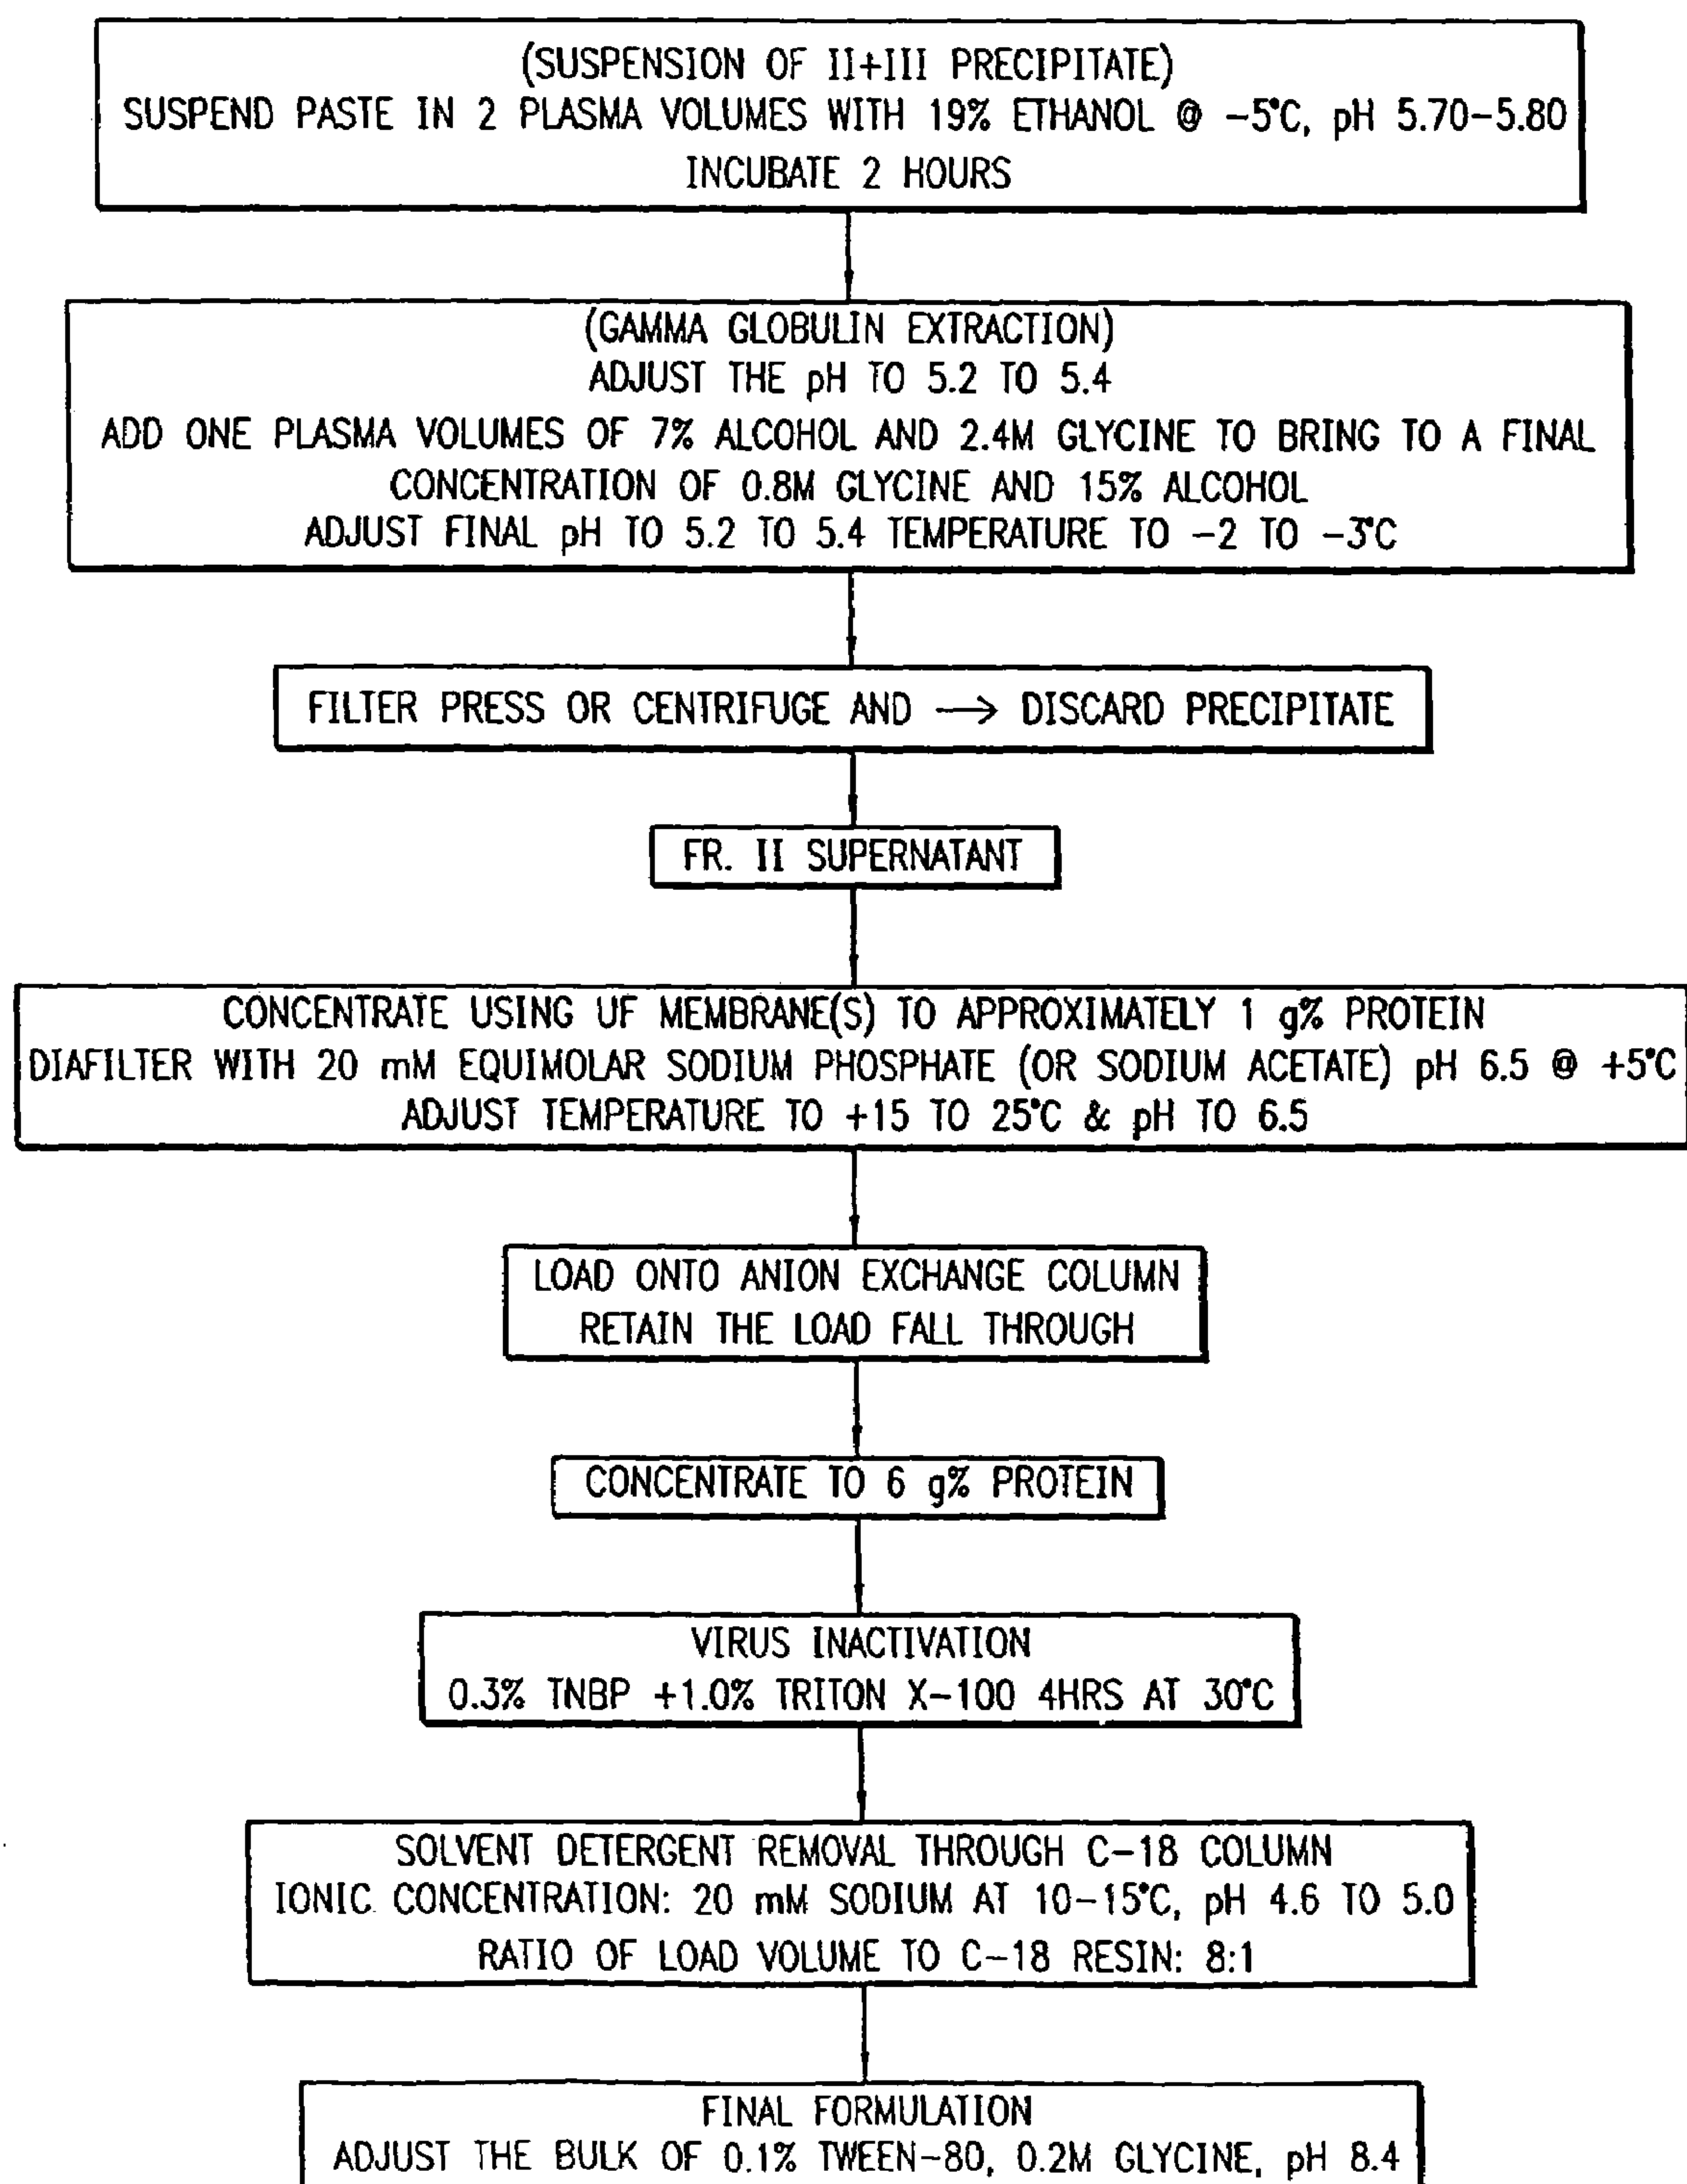 (SUSPENSION OF II+III PRECIPITATE)
SUSPEND PASTE IN 2 PLASMA VOLUMES WITH 19% ETHANOL @ -5°C, pH 5.70-5.80
INCUBATE 2 HOURS
(GAMMA GLOBULIN EXTRACTION)
ADJUST THE pH TO 5.2 TO 5.4
ADD ONE PLASMA VOLUMES OF 7% ALCOHOL AND 2.4M GLYCINE TO BRING TO A FINAL
CONCENTRATION OF 0.8M GLYCINE AND 15% ALCOHOL
ADJUST FINAL pH TO 5.2 TO 5.4 TEMPERATURE TO -2 TO -3°C
FILTER PRESS OR CENTRIFUGE AND → DISCARD PRECIPITATE
FR. II SUPERNATANT
CONCENTRATE USING UF MEMBRANE(S) TO APPROXIMATELY 1 g% PROTEIN
DIAFILTER WITH 20 mM EQUIMOLAR SODIUM PHOSPHATE (OR SODIUM ACETATE) pH 6.5 @ +5°C
ADJUST TEMPERATURE TO +15 TO 25°C & pH TO 6.5
LOAD ONTO ANION EXCHANGE COLUMN
RETAIN THE LOAD FALL THROUGH
CONCENTRATE TO 6 g% PROTEIN
VIRUS INACTIVATION
0.3% TNBP +1.0% TRITON X-100 4HRS AT 30°C
SOLVENT DETERGENT REMOVAL THROUGH C-18 COLUMN
IONIC CONCENTRATION: 20 mM SODIUM AT 10-15°C, pH 4.6 TO 5.0
RATIO OF LOAD VOLUME TO C-18 RESIN: 8:1
FINAL FORMULATION
ADJUST THE BULK OF 0.1% TWEEN-80, 0.2M GLYCINE, pH 8.4